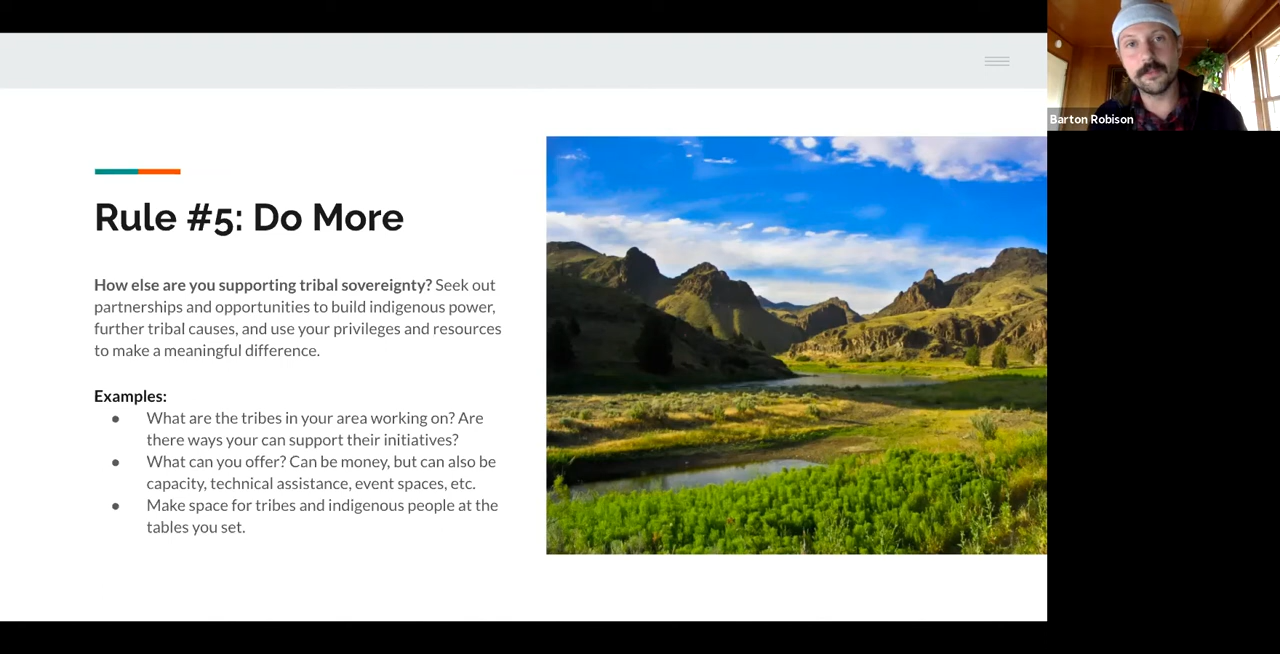 Barton Robison
Rule #5: Do More
How else are you supporting tribal sovereignty? Seek out
partnerships and opportunities to build indigenous power,
further tribal causes, and use your privileges and resources
to make a meaningful difference.
Examples:
● What are the tribes in your area working on? Are
there ways your can support their initiatives?
● What can you offer? Can be money, but can also be
capacity, technical assistance, event spaces, etc.
● Make space for tribes and indigenous people at the
tables you set.